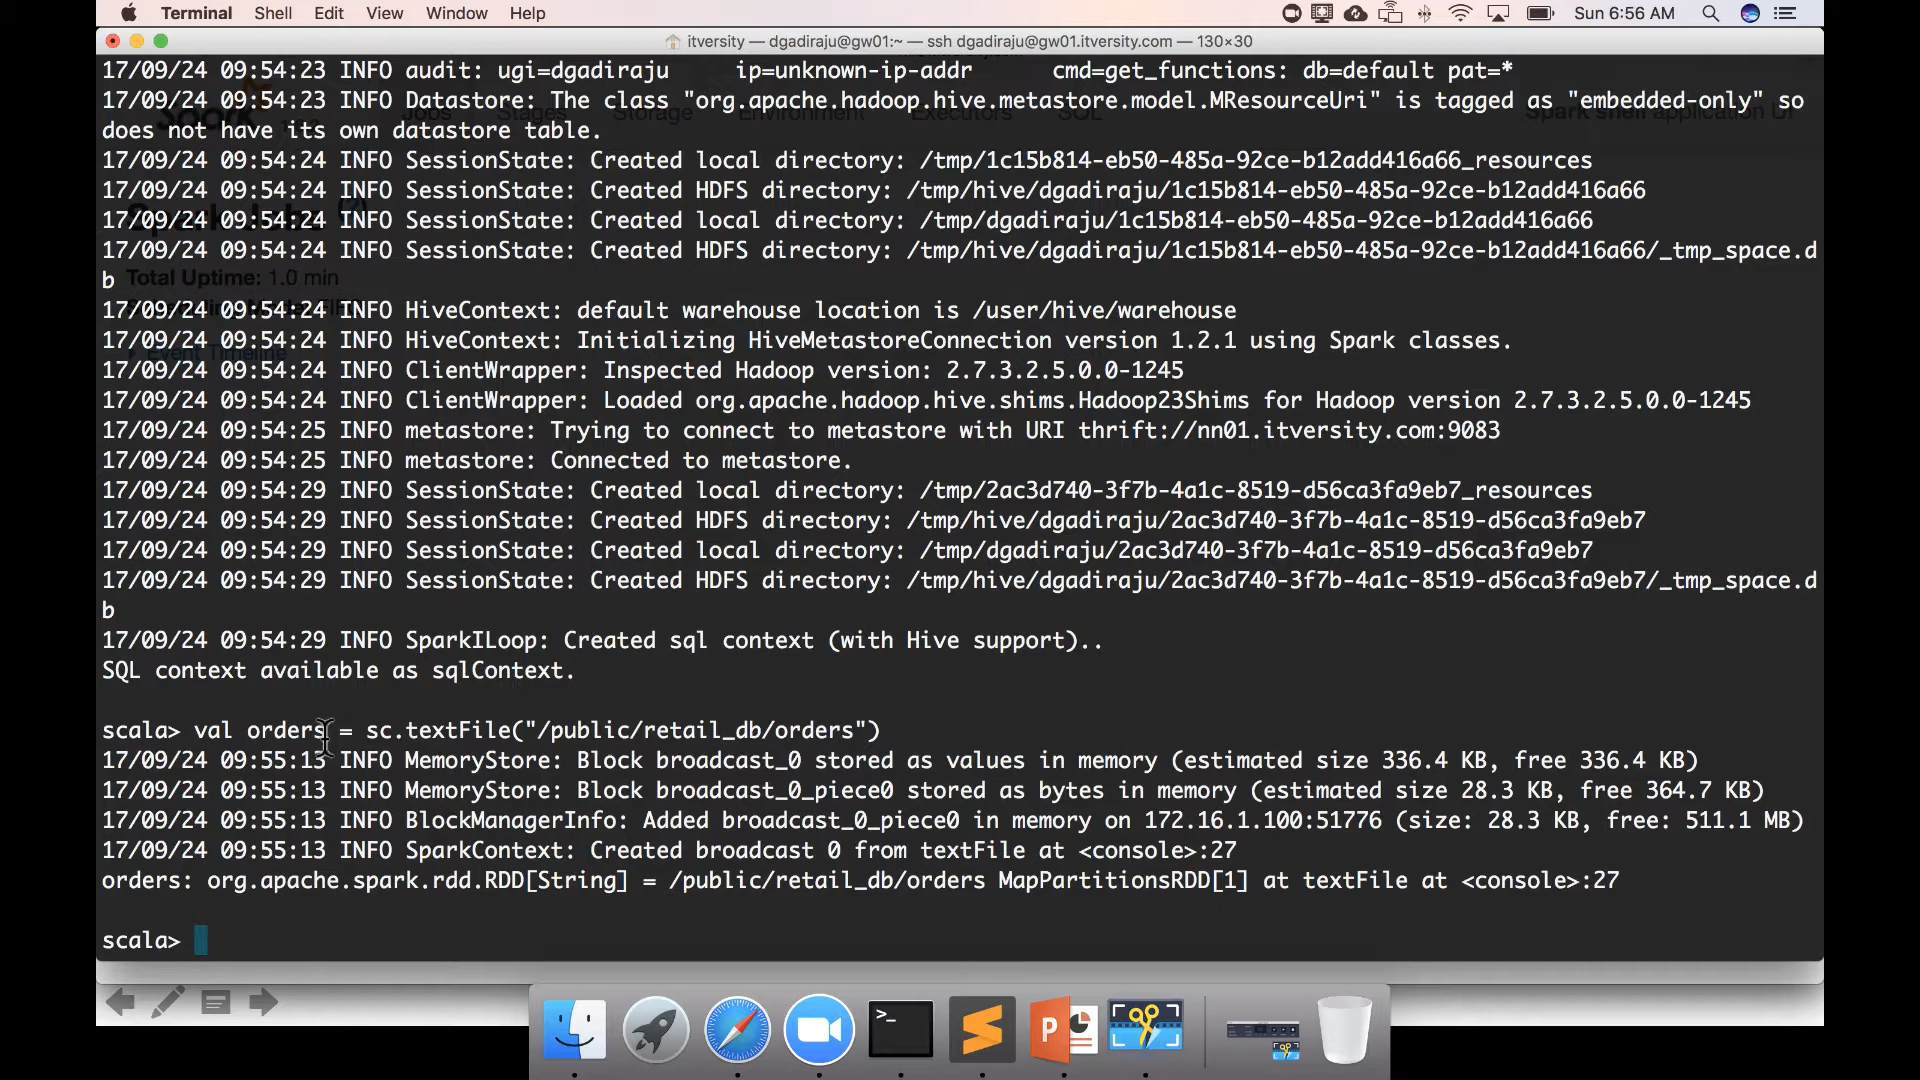 Terminal Shell Edit View Window Help Sun 6:56 AM
itversity — dgadiraju@gw01:~ — ssh dgadiraju@gw01.itversity.com — 130×30
17/09/24 09:54:23 INFO audit: ugi=dgadiraju ip=unknown-ip-addr cmd=get_functions: db=default pat=*
17/09/24 09:54:23 INFO Datastore: The class "org.apache.hadoop.hive.metastore.model.MResourceUri" is tagged as "embedded-only" so
does not have its own datastore table.
Spark Jobs Stages Storage Environment Executors SQL Spark shell application UI
17/09/24 09:54:24 INFO SessionState: Created local directory: /tmp/1c15b814-eb50-485a-92ce-b12add416a66_resources
17/09/24 09:54:24 INFO SessionState: Created HDFS directory: /tmp/hive/dgadiraju/1c15b814-eb50-485a-92ce-b12add416a66
17/09/24 09:54:24 INFO SessionState: Created local directory: /tmp/dgadiraju/1c15b814-eb50-485a-92ce-b12add416a66
Spark Jobs (?)
17/09/24 09:54:24 INFO SessionState: Created HDFS directory: /tmp/hive/dgadiraju/1c15b814-eb50-485a-92ce-b12add416a66/_tmp_space.d
b
Total Uptime: 1.0 min
17/09/24 09:54:24 INFO HiveContext: default warehouse location is /user/hive/warehouse
17/09/24 09:54:24 INFO HiveContext: Initializing HiveMetastoreConnection version 1.2.1 using Spark classes.
Event Timeline
17/09/24 09:54:24 INFO ClientWrapper: Inspected Hadoop version: 2.7.3.2.5.0.0-1245
17/09/24 09:54:24 INFO ClientWrapper: Loaded org.apache.hadoop.hive.shims.Hadoop23Shims for Hadoop version 2.7.3.2.5.0.0-1245
17/09/24 09:54:25 INFO metastore: Trying to connect to metastore with URI thrift://nn01.itversity.com:9083
17/09/24 09:54:25 INFO metastore: Connected to metastore.
17/09/24 09:54:29 INFO SessionState: Created local directory: /tmp/2ac3d740-3f7b-4a1c-8519-d56ca3fa9eb7_resources
17/09/24 09:54:29 INFO SessionState: Created HDFS directory: /tmp/hive/dgadiraju/2ac3d740-3f7b-4a1c-8519-d56ca3fa9eb7
17/09/24 09:54:29 INFO SessionState: Created local directory: /tmp/dgadiraju/2ac3d740-3f7b-4a1c-8519-d56ca3fa9eb7
17/09/24 09:54:29 INFO SessionState: Created HDFS directory: /tmp/hive/dgadiraju/2ac3d740-3f7b-4a1c-8519-d56ca3fa9eb7/_tmp_space.d
b
17/09/24 09:54:29 INFO SparkILoop: Created sql context (with Hive support)..
SQL context available as sqlContext.
scala> val orders = sc.textFile("/public/retail_db/orders")
17/09/24 09:55:13 INFO MemoryStore: Block broadcast_0 stored as values in memory (estimated size 336.4 KB, free 336.4 KB)
17/09/24 09:55:13 INFO MemoryStore: Block broadcast_0_piece0 stored as bytes in memory (estimated size 28.3 KB, free 364.7 KB)
17/09/24 09:55:13 INFO BlockManagerInfo: Added broadcast_0_piece0 in memory on 172.16.1.100:51776 (size: 28.3 KB, free: 511.1 MB)
17/09/24 09:55:13 INFO SparkContext: Created broadcast 0 from textFile at <console>:27
orders: org.apache.spark.rdd.RDD[String] = /public/retail_db/orders MapPartitionsRDD[1] at textFile at <console>:27
scala>